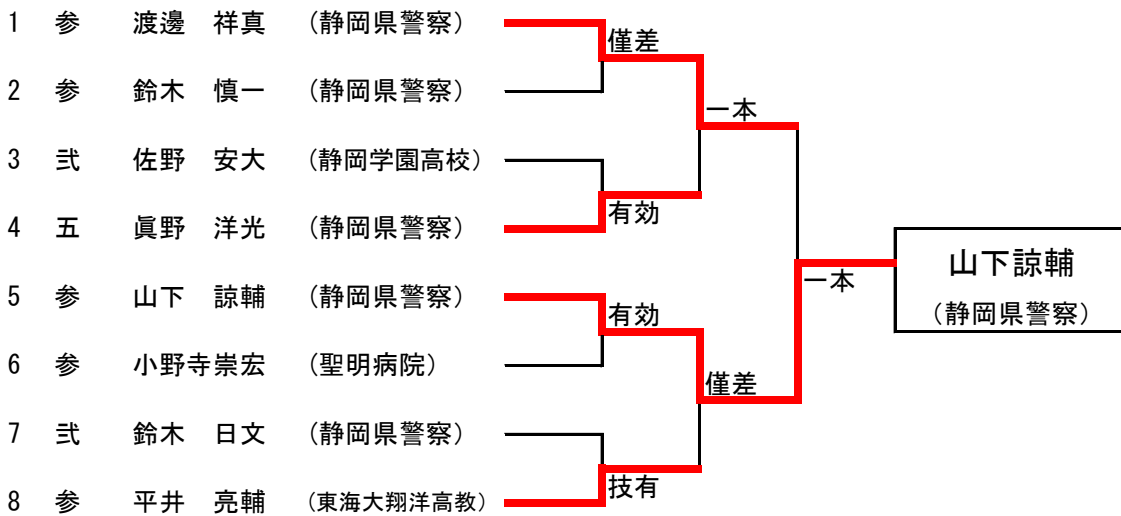 1 参 渡邊 祥真 (静岡県警察)
僅差
2 参 鈴木 慎一 (静岡県警察)
一本
3 弐 佐野 安大 (静岡学園高校)
4 五 眞野 洋光 (静岡県警察)
有効
山下諒輔
(静岡県警察)
一本
5 参 山下 諒輔 (静岡県警察)
有効
6 参 小野寺崇宏 (聖明病院)
僅差
7 弐 鈴木 日文 (静岡県警察)
技有
8 参 平井 亮輔 (東海大翔洋高教)